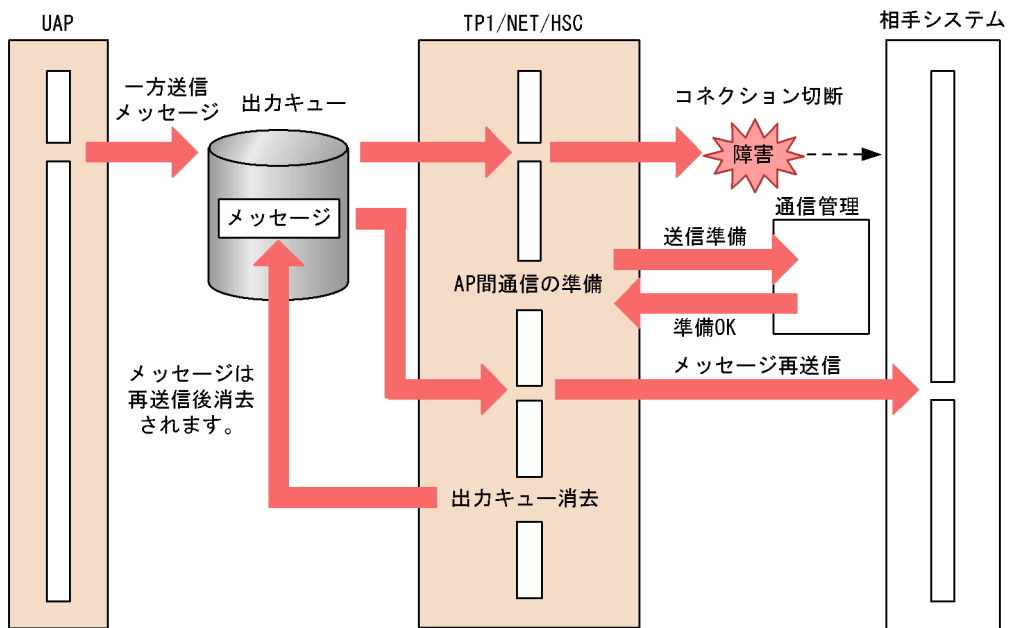 UAP
TP1/NET/HSC
相手システム
一方送信
メッセージ
出力キュー
コネクション切断
障害
メッセージ
通信管理
送信準備
AP間通信の準備
準備OK
メッセージ再送信
メッセージは
再送信後消去
されます。
出力キュー消去